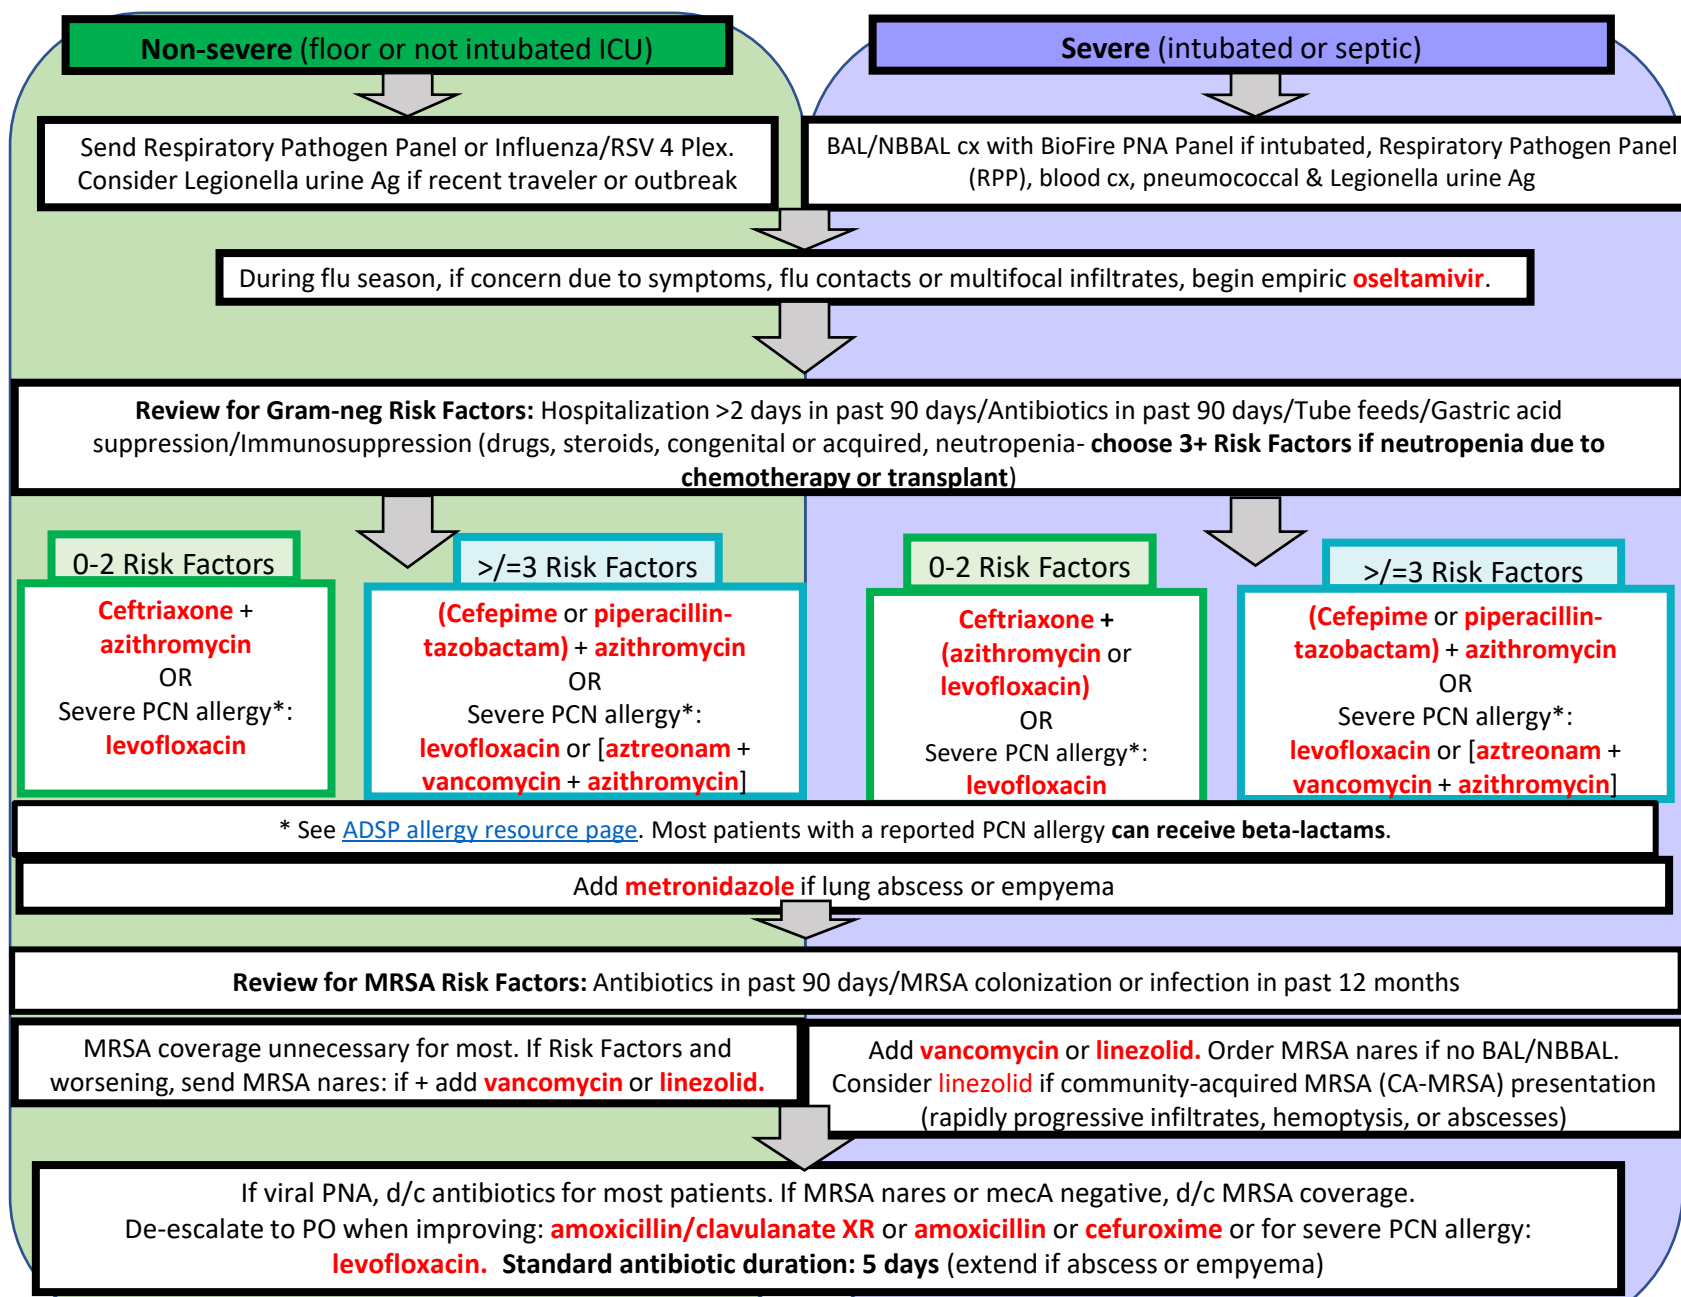 Non-severe (floor or not intubated ICU)
Severe (intubated or septic)
Send Respiratory Pathogen Panel or Influenza/RSV 4 Plex.
Consider Legionella urine Ag if recent traveler or outbreak
BAL/NBBAL cx with BioFire PNA Panel if intubated, Respiratory Pathogen Panel
(RPP), blood cx, pneumococcal & Legionella urine Ag
During flu season, if concern due to symptoms, flu contacts or multifocal infiltrates, begin empiric oseltamivir.
Review for Gram-neg Risk Factors: Hospitalization >2 days in past 90 days/Antibiotics in past 90 days/Tube feeds/Gastric acid
suppression/Immunosuppression (drugs, steroids, congenital or acquired, neutropenia- choose 3+ Risk Factors if neutropenia due to
chemotherapy or transplant)
0-2 Risk Factors
Ceftriaxone +
azithromycin
OR
Severe PCN allergy*:
levofloxacin
>/=3 Risk Factors
(Cefepime or piperacillin-
tazobactam) + azithromycin
OR
Severe PCN allergy*:
levofloxacin or [aztreonam +
vancomycin + azithromycin]
0-2 Risk Factors
Ceftriaxone +
(azithromycin or
levofloxacin)
OR
Severe PCN allergy*:
levofloxacin
>/=3 Risk Factors
(Cefepime or piperacillin-
tazobactam) + azithromycin
OR
Severe PCN allergy*:
levofloxacin or [aztreonam +
vancomycin + azithromycin]
* See ADSP allergy resource page. Most patients with a reported PCN allergy can receive beta-lactams.
Add metronidazole if lung abscess or empyema
Review for MRSA Risk Factors: Antibiotics in past 90 days/MRSA colonization or infection in past 12 months
MRSA coverage unnecessary for most. If Risk Factors and
worsening, send MRSA nares: if + add vancomycin or linezolid.
Add vancomycin or linezolid. Order MRSA nares if no BAL/NBBAL.
Consider linezolid if community-acquired MRSA (CA-MRSA) presentation
(rapidly progressive infiltrates, hemoptysis, or abscesses)
If viral PNA, d/c antibiotics for most patients. If MRSA nares or mecA negative, d/c MRSA coverage.
De-escalate to PO when improving: amoxicillin/clavulanate XR or amoxicillin or cefuroxime or for severe PCN allergy:
levofloxacin. Standard antibiotic duration: 5 days (extend if abscess or empyema)